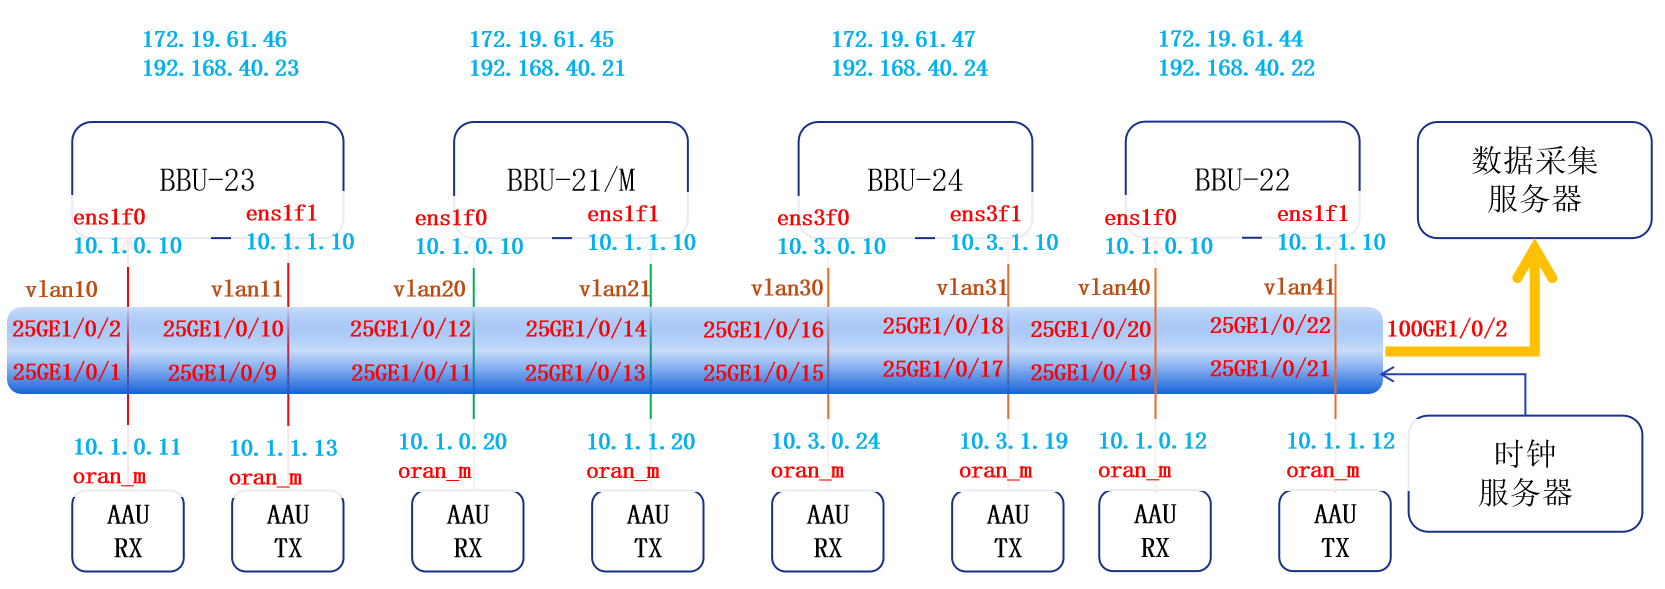 172.19.61.46
192.168.40.23
172.19.61.45
192.168.40.21
172.19.61.47
192.168.40.24
172.19.61.44
192.168.40.22
BBU-23
BBU-21/M
BBU-24
BBU-22
数据采集
服务器
ens1f0
10.1.0.10
ens1f1
10.1.1.10
ens1f0
10.1.0.10
ens1f1
10.1.1.10
ens3f0
10.3.0.10
ens3f1
10.3.1.10
ens1f0
10.1.0.10
ens1f1
10.1.1.10
vlan10
vlan11
vlan20
vlan21
vlan30
vlan31
vlan40
vlan41
25GE1/0/2
25GE1/0/10
25GE1/0/12
25GE1/0/14
25GE1/0/16
25GE1/0/18
25GE1/0/20
25GE1/0/22
100GE1/0/2
25GE1/0/1
25GE1/0/9
25GE1/0/11
25GE1/0/13
25GE1/0/15
25GE1/0/17
25GE1/0/19
25GE1/0/21
10.1.0.11
oran_m
10.1.1.13
oran_m
10.1.0.20
oran_m
10.1.1.20
oran_m
10.3.0.24
oran_m
10.3.1.19
oran_m
10.1.0.12
oran_m
10.1.1.12
oran_m
时钟
服务器
AAU
RX
AAU
TX
AAU
RX
AAU
TX
AAU
RX
AAU
TX
AAU
RX
AAU
TX